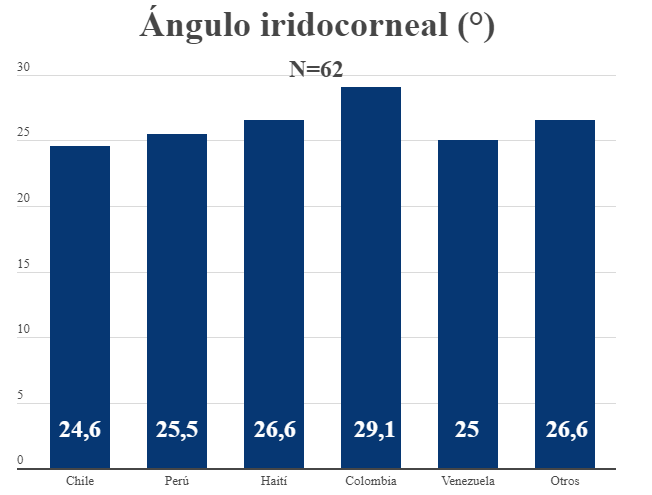 Ángulo iridocorneal (°)
N=62
30
25
20
15
10
5
0
24,6
25,5
26,6
29,1
25
26,6
Chile
Perú
Haití
Colombia
Venezuela
Otros